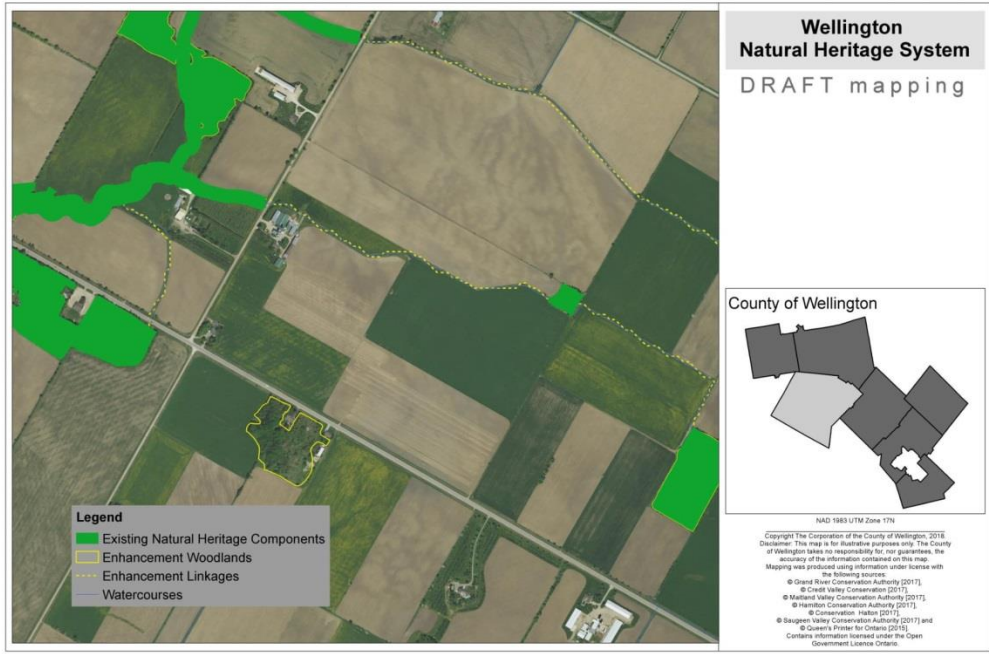 Wellington
Natural Heritage System
DRAFT mapping
County of Wellington
NAD 1983 UTM Zone 17N
Copyright The Corporation of the County of Wellington, 2018
Disclaimer: This map is for illustrative purposes only. The County
of Wellington takes no responsibility for, nor guarantees, the
accuracy of the information contained on this map.
Mapping was produced using information under license with
the following sources:
© Grand River Conservation Authority [2017],
© Credit Valley Conservation [2017],
© Maitland Valley Conservation Authority [2017],
© Hamilton Conservation Authority [2017],
© Conservation Halton [2017],
© Saugeen Valley Conservation Authority [2017] and
© Queen's Printer for Ontario [2015].
Contains information licensed under the Open
Government Licence Ontario.
Legend
Existing Natural Heritage Components
Enhancement Woodlands
Enhancement Linkages
Watercourses